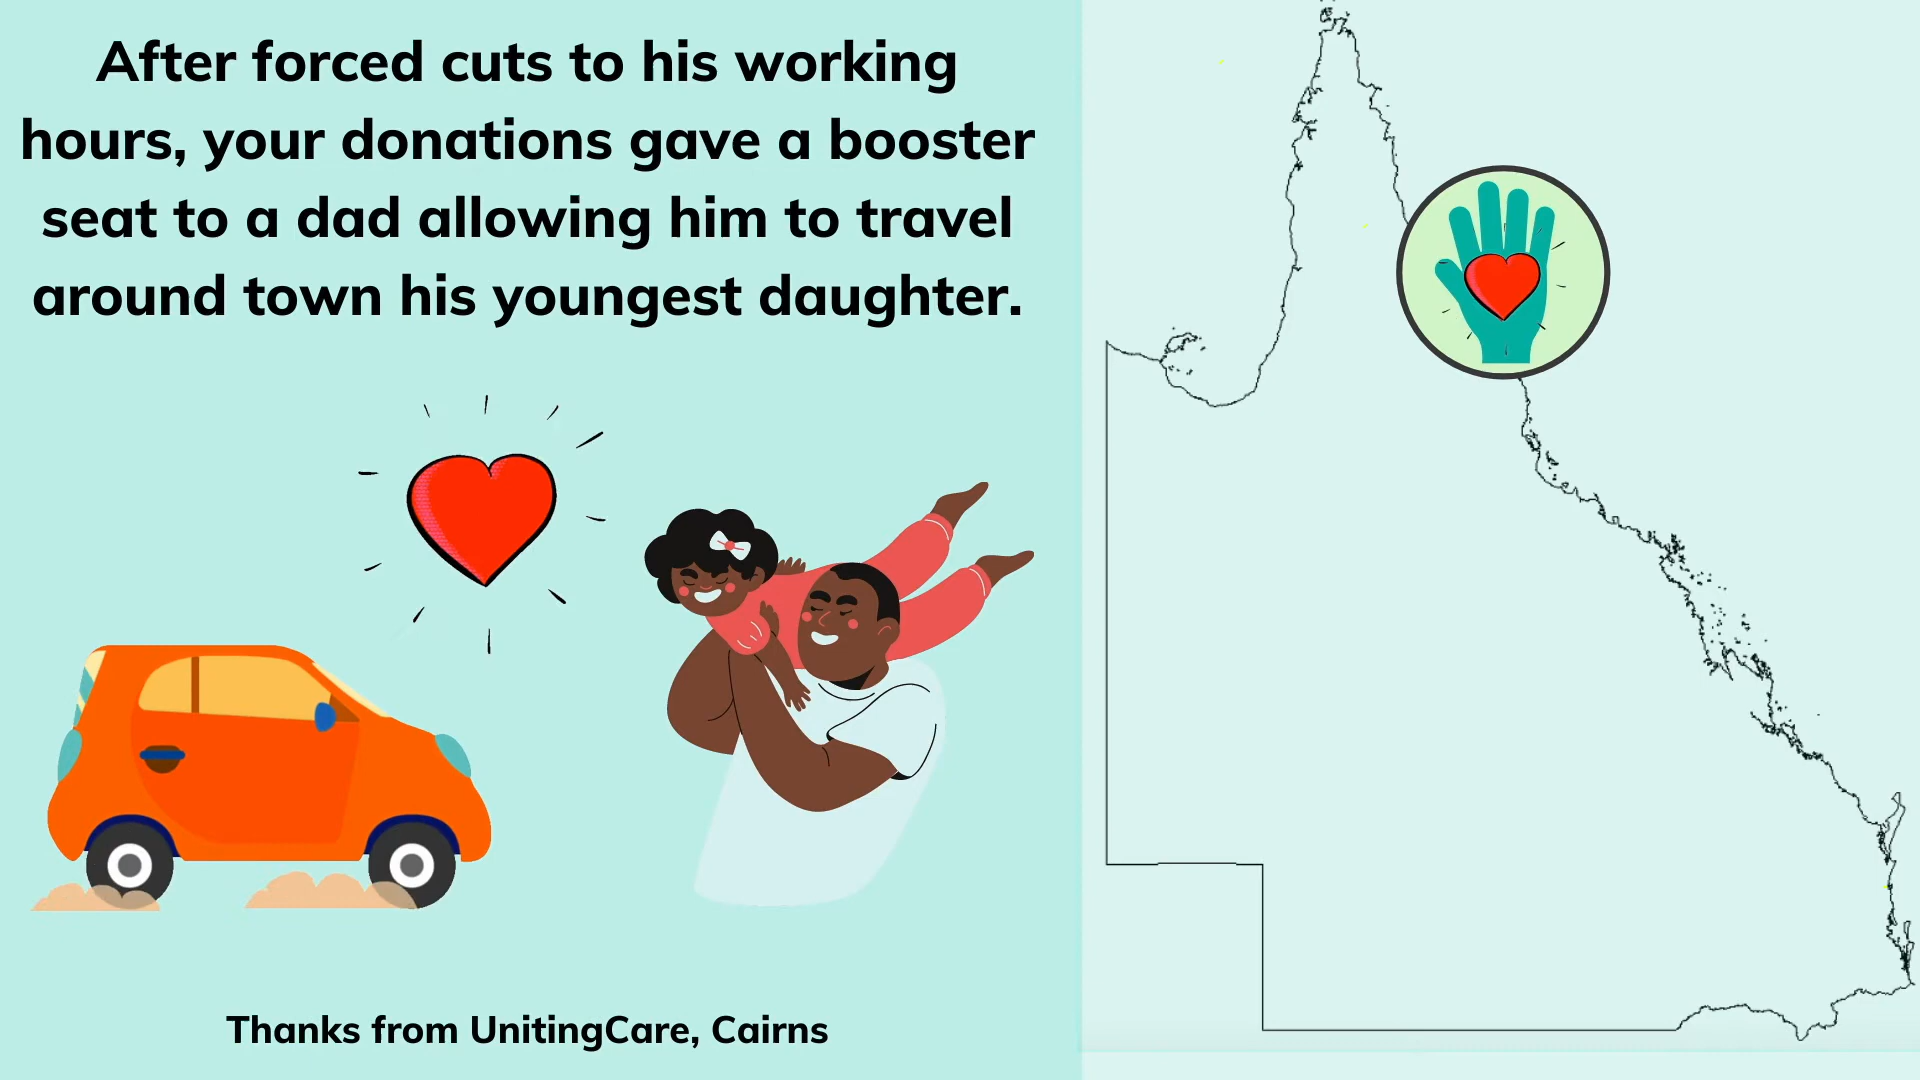 After forced cuts to his working
hours, your donations gave a booster
seat to a dad allowing him to travel
around town his youngest daughter.
Thanks from UnitingCare, Cairns